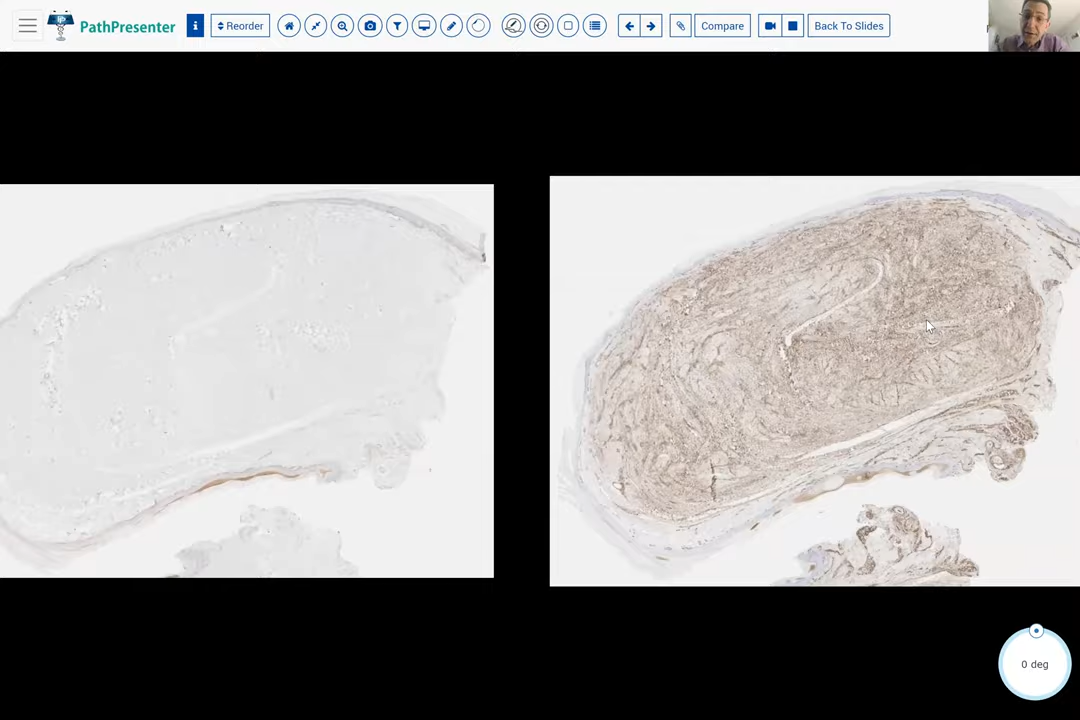 PathPresenter
Reorder
Compare
Back To Slides
0 deg